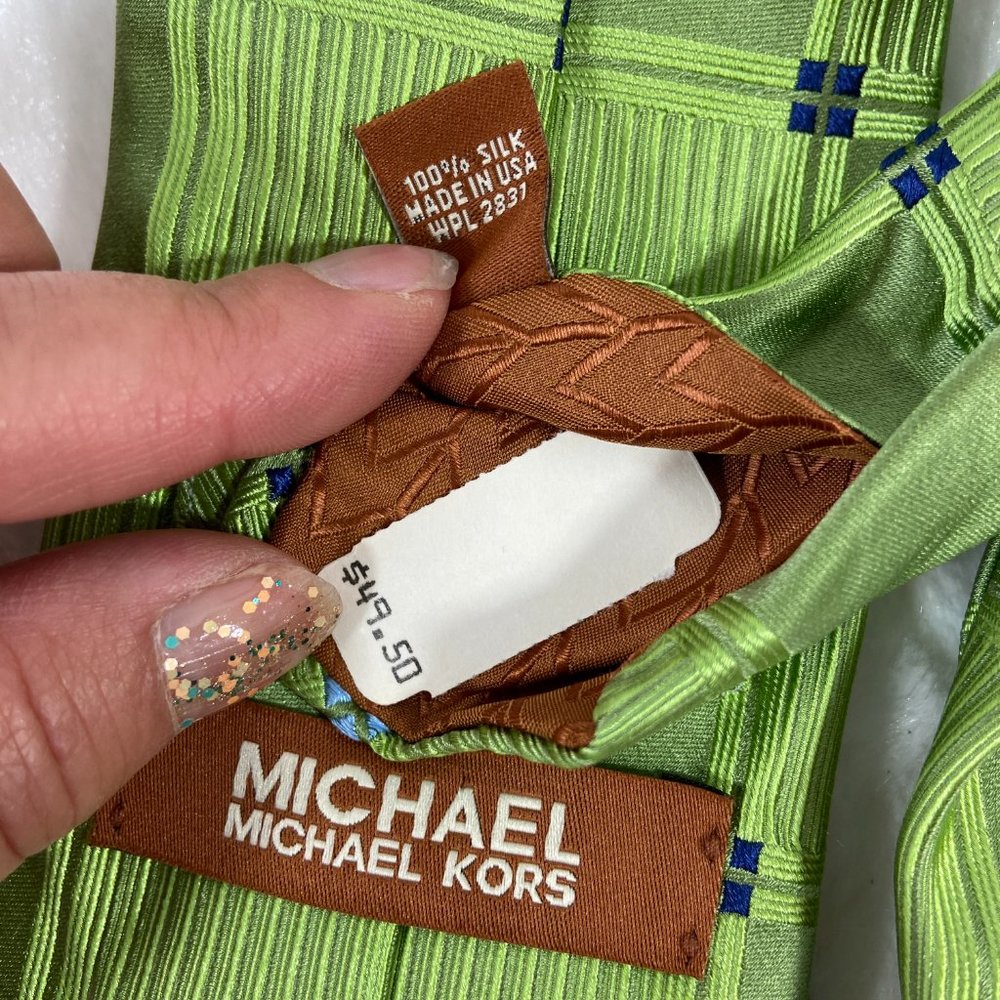 100% SILK
MADE IN USA
WPL 2831
$49.50
MICHAEL
MICHAEL KORS